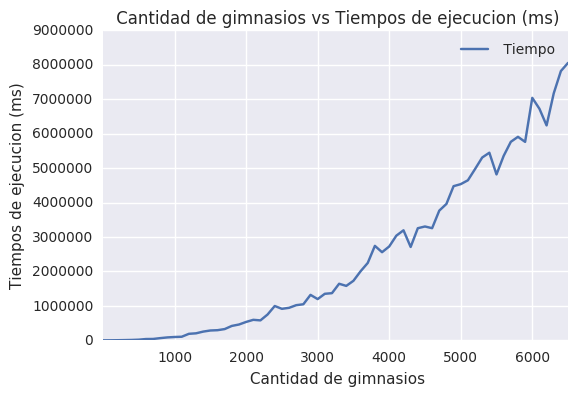 Cantidad de gimnasios vs Tiempos de ejecucion (ms)
9000000
8000000
7000000
6000000
5000000
4000000
3000000
2000000
1000000
0
Tiempos de ejecucion (ms)
Tiempo
1000 2000 3000 4000 5000 6000
Cantidad de gimnasios